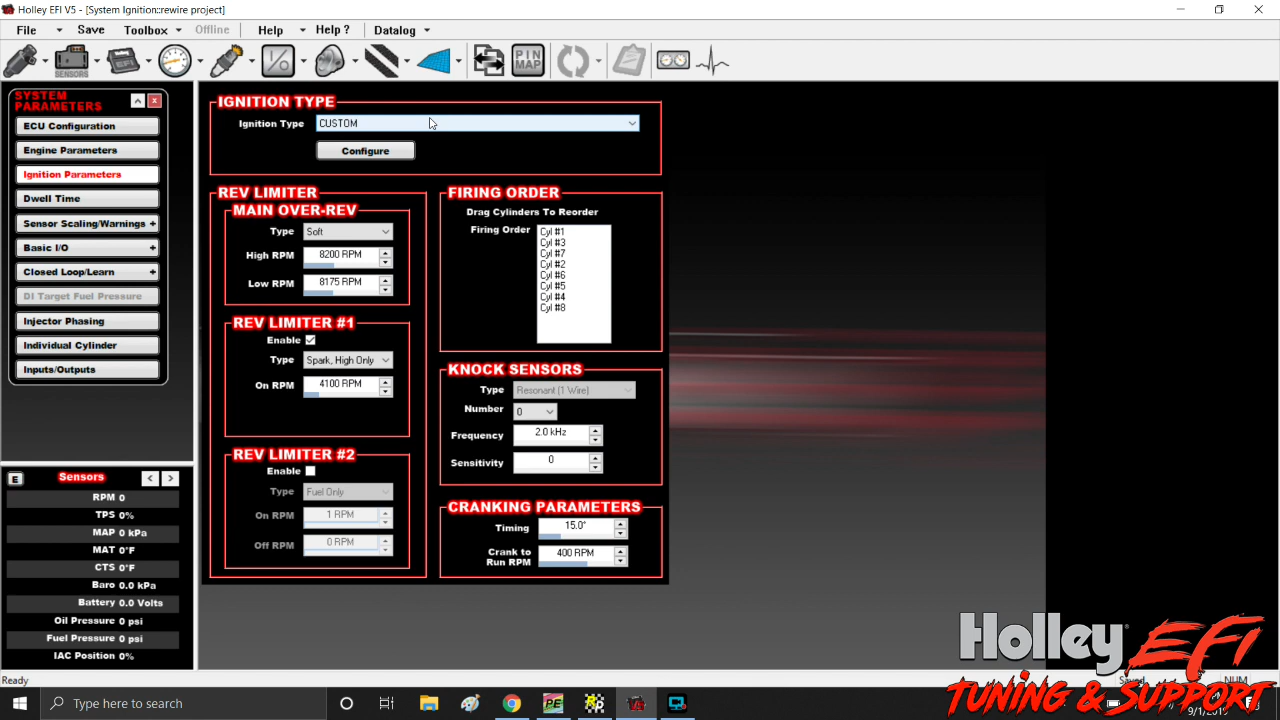 Holley EFI V5 - [System Ignition::rewire project]
File Save Toolbox Offline Help Help ? Datalog
SENSORS EFI I/O PIN MAP
SYSTEM PARAMETERS
ECU Configuration
Engine Parameters
Ignition Parameters
Dwell Time
Sensor Scaling/Warnings +
Basic I/O +
Closed Loop/Learn +
DI Target Fuel Pressure
Injector Phasing
Individual Cylinder
Inputs/Outputs
E Sensors < >
RPM 0
TPS 0%
MAP 0 kPa
MAT 0°F
CTS 0°F
Baro 0.0 kPa
Battery 0.0 Volts
Oil Pressure 0 psi
Fuel Pressure 0 psi
IAC Position 0%
IGNITION TYPE
Ignition Type CUSTOM
Configure
REV LIMITER
MAIN OVER-REV
Type Soft
High RPM 8200 RPM
Low RPM 8175 RPM
REV LIMITER #1
Enable
Type Spark, High Only
On RPM 4100 RPM
REV LIMITER #2
Enable
Type Fuel Only
On RPM 1 RPM
Off RPM 0 RPM
FIRING ORDER
Drag Cylinders To Reorder
Firing Order Cyl #1
Cyl #3
Cyl #7
Cyl #2
Cyl #6
Cyl #5
Cyl #4
Cyl #8
KNOCK SENSORS
Type Resonant (1 Wire)
Number 0
Frequency 2.0 kHz
Sensitivity 0
CRANKING PARAMETERS
Timing 15.0°
Crank to Run RPM 400 RPM
Holley EFI
TUNING & SUPPORT
Ready NUM
Type here to search
PE